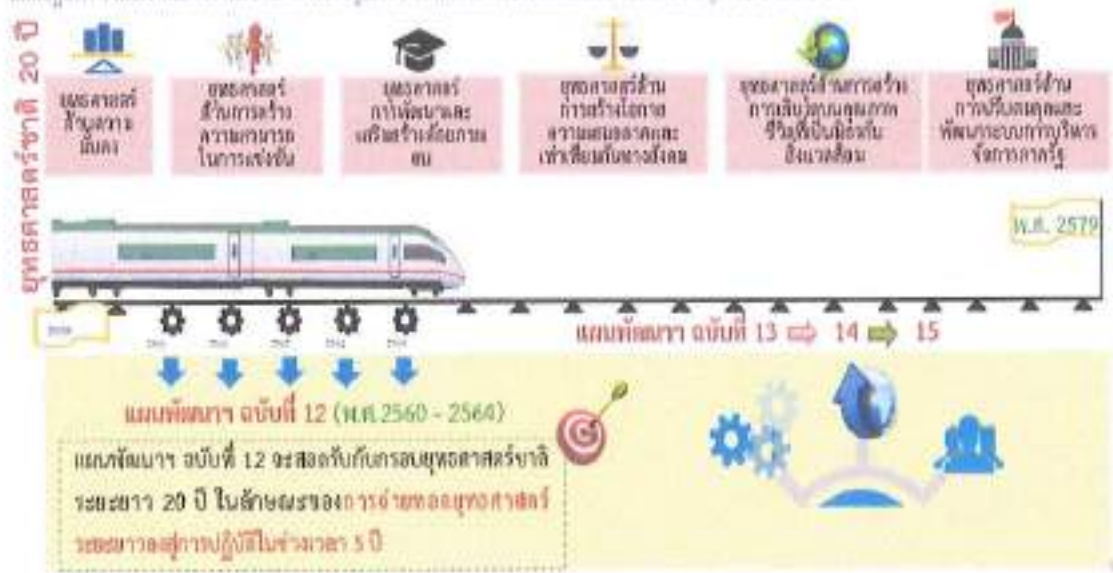 ยุทธศาสตร์ชาติ 20 ปี
ยุทธศาสตร์
ด้านความ
มั่นคง
ยุทธศาสตร์
ด้านการสร้าง
ความสามารถ
ในการแข่งขัน
ยุทธศาสตร์
การพัฒนาและ
เสริมสร้างศักยภาพ
คน
ยุทธศาสตร์ด้าน
การสร้างโอกาส
ความเสมอภาคและ
เท่าเทียมกันทางสังคม
ยุทธศาสตร์ด้านการสร้าง
การเติบโตบนคุณภาพ
ชีวิตที่เป็นมิตรกับ
สิ่งแวดล้อม
ยุทธศาสตร์ด้าน
การปรับสมดุลและ
พัฒนาระบบการบริหาร
จัดการภาครัฐ
พ.ศ. 2579
แผนพัฒนาฯ ฉบับที่ 13 ⇨ 14 ⇨ 15
แผนพัฒนาฯ ฉบับที่ 12 (พ.ศ.2560 - 2564)
แผนพัฒนาฯ ฉบับที่ 12 จะสอดรับกับกรอบยุทธศาสตร์ชาติ
ระยะยาว 20 ปี ในลักษณะของการถ่ายทอดยุทธศาสตร์
ระยะยาวลงสู่การปฏิบัติในช่วงเวลา 5 ปี